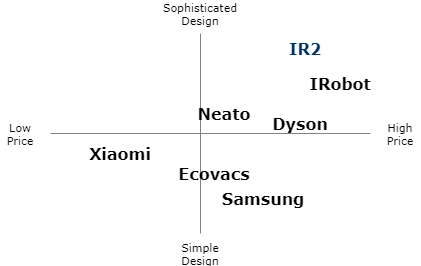 Sophisticated
Design
IR2
IRobot
Neato
Dyson
Low
Price
High
Price
Xiaomi
Ecovacs
Samsung
Simple
Design